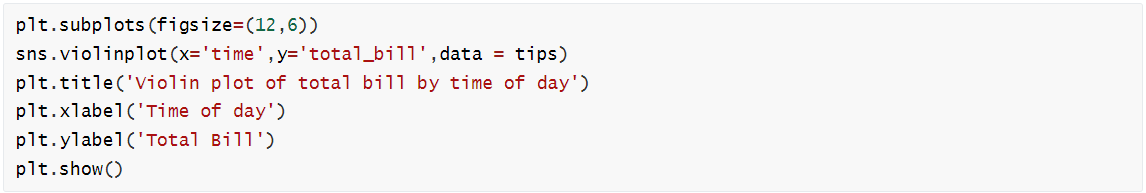 plt.subplots(figsize=(12,6))
sns.violinplot(x='time',y='total_bill',data = tips)
plt.title('Violin plot of total bill by time of day')
plt.xlabel('Time of day')
plt.ylabel('Total Bill')
plt.show()